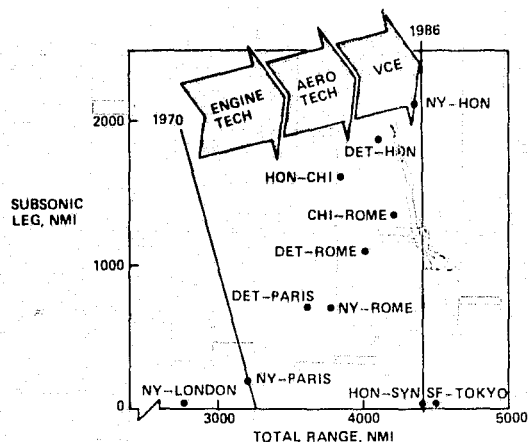 1986
VCE
AERO
TECH
ENGINE
TECH
1970
NY-HON
2000
DET-HON
HON-CHI
SUBSONIC
LEG, NMI
CHI-ROME
DET-ROME
1000
DET-PARIS
NY-ROME
NY-PARIS
NY-LONDON
HON-SYN
SF-TOKYO
0
3000
4000
5000
TOTAL RANGE, NMI